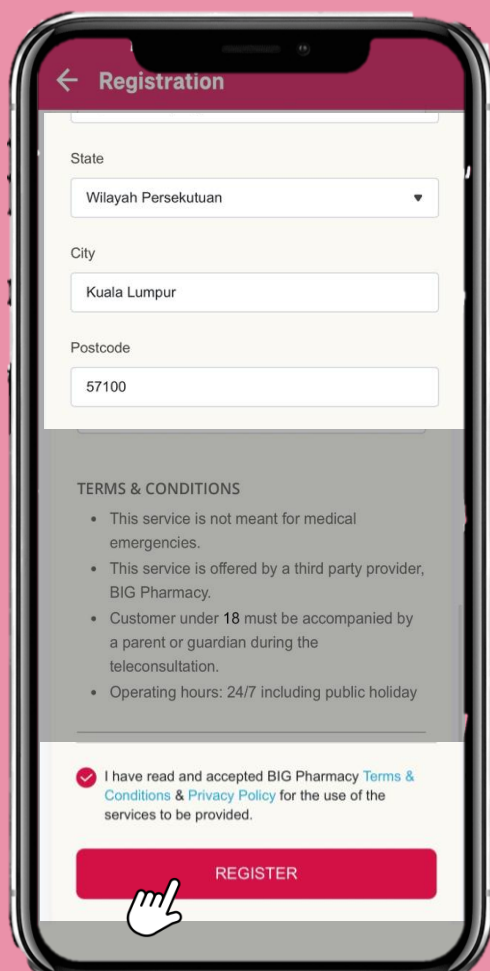 Registration
State
Wilayah Persekutuan
City
Kuala Lumpur
Postcode
57100
TERMS & CONDITIONS
• This service is not meant for medical
emergencies.
• This service is offered by a third party provider,
BIG Pharmacy.
• Customer under 18 must be accompanied by
a parent or guardian during the
teleconsultation.
• Operating hours: 24/7 including public holiday
I have read and accepted BIG Pharmacy Terms &
Conditions & Privacy Policy for the use of the
services to be provided.
REGISTER